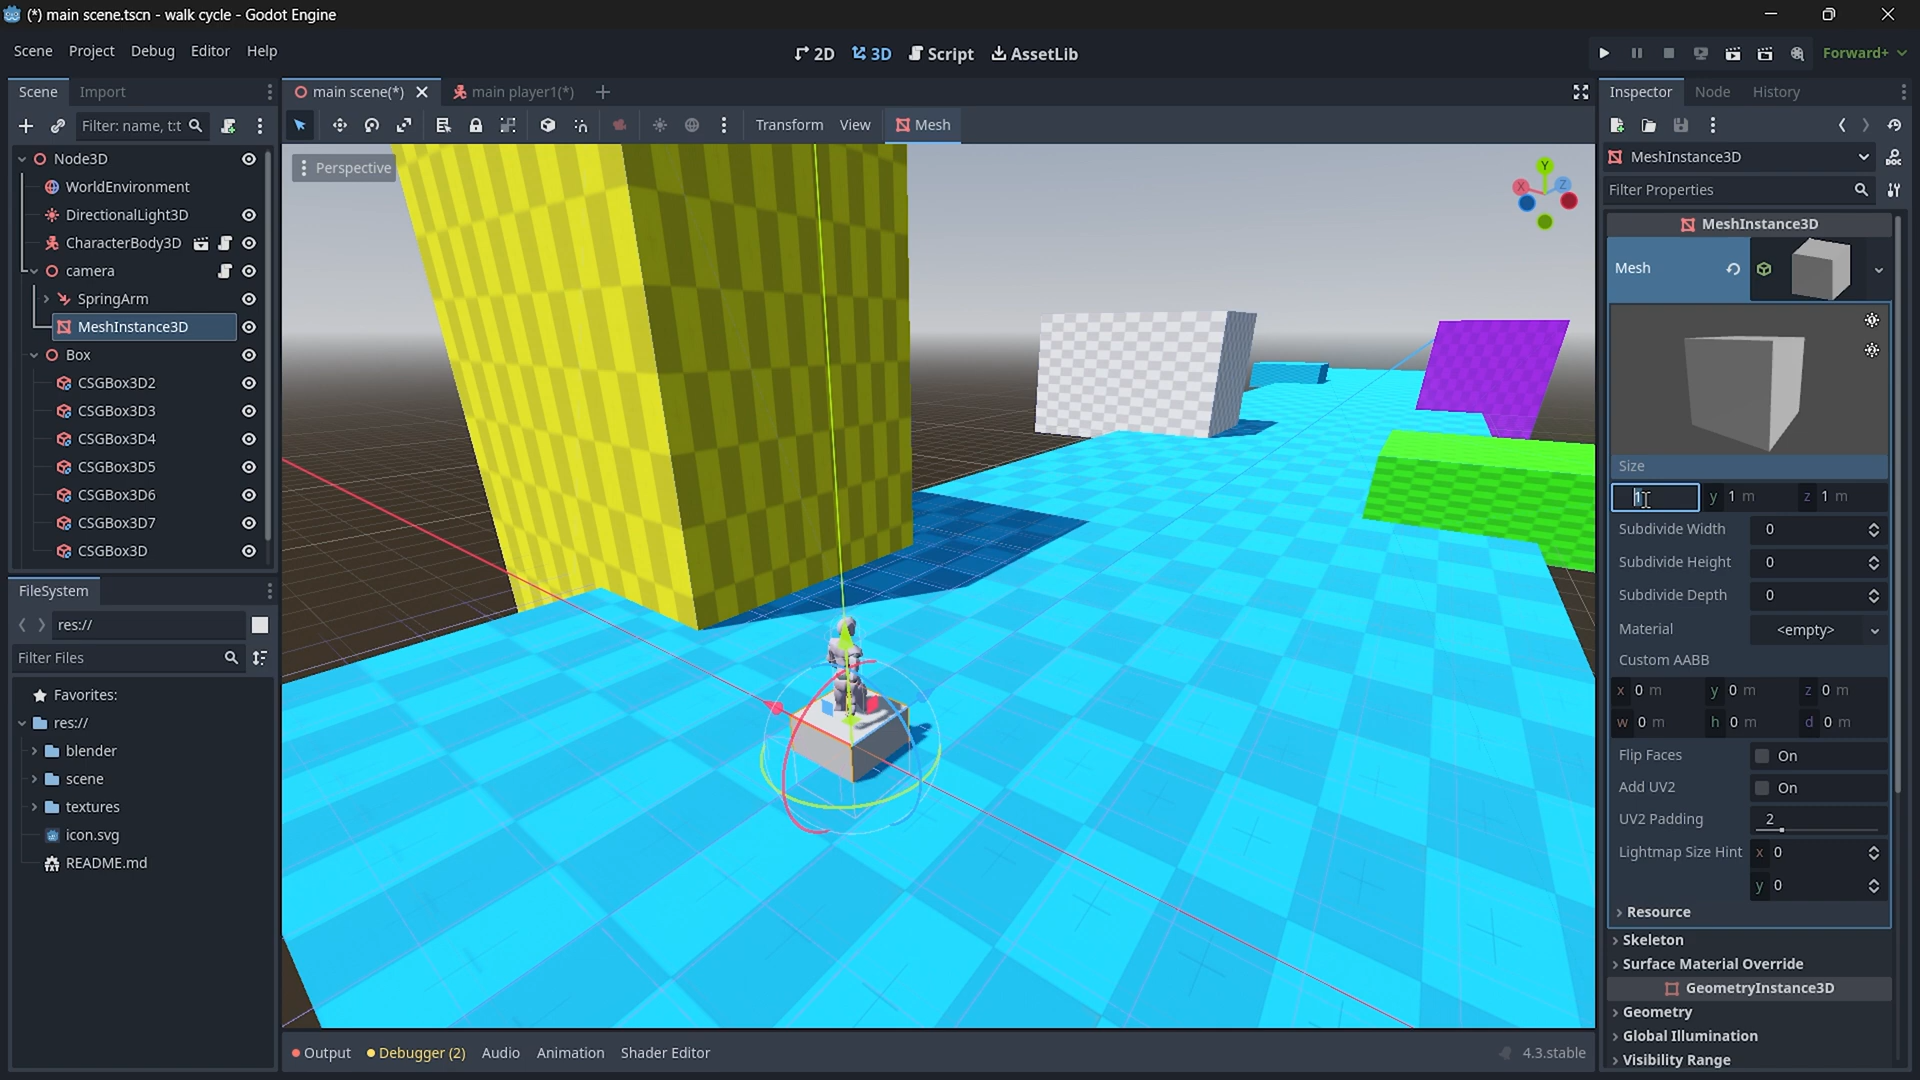 (*) main scene.tscn - walk cycle - Godot Engine
Scene Project Debug Editor Help
2D 3D Script AssetLib
Forward+
Scene Import
main scene(*) main player1(*)
Inspector Node History
Filter: name, t:t
Transform View Mesh
Node3D
WorldEnvironment
DirectionalLight3D
CharacterBody3D
camera
SpringArm
MeshInstance3D
Box
CSGBox3D2
CSGBox3D3
CSGBox3D4
CSGBox3D5
CSGBox3D6
CSGBox3D7
CSGBox3D
FileSystem
res://
Filter Files
Favorites:
res://
blender
scene
textures
icon.svg
README.md
Perspective
Y
X Z
MeshInstance3D
Filter Properties
MeshInstance3D
Mesh
Size
1 y 1 m z 1 m
Subdivide Width 0
Subdivide Height 0
Subdivide Depth 0
Material <empty>
Custom AABB
x 0 m y 0 m z 0 m
w 0 m h 0 m d 0 m
Flip Faces On
Add UV2 On
UV2 Padding 2
Lightmap Size Hint x 0
y 0
Resource
Skeleton
Surface Material Override
GeometryInstance3D
Geometry
Global Illumination
Visibility Range
Output Debugger (2) Audio Animation Shader Editor
4.3.stable